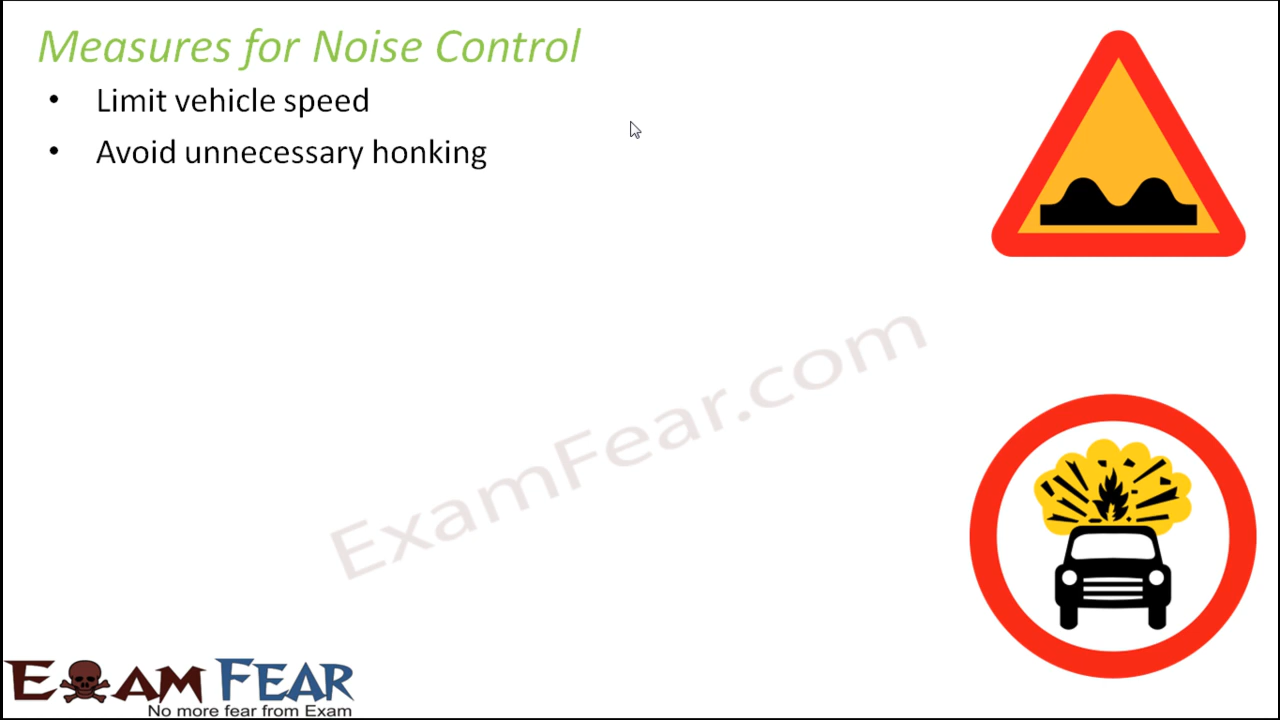 Measures for Noise Control
• Limit vehicle speed
• Avoid unnecessary honking
ExamFear.com
EXAM FEAR
No more fear from Exam